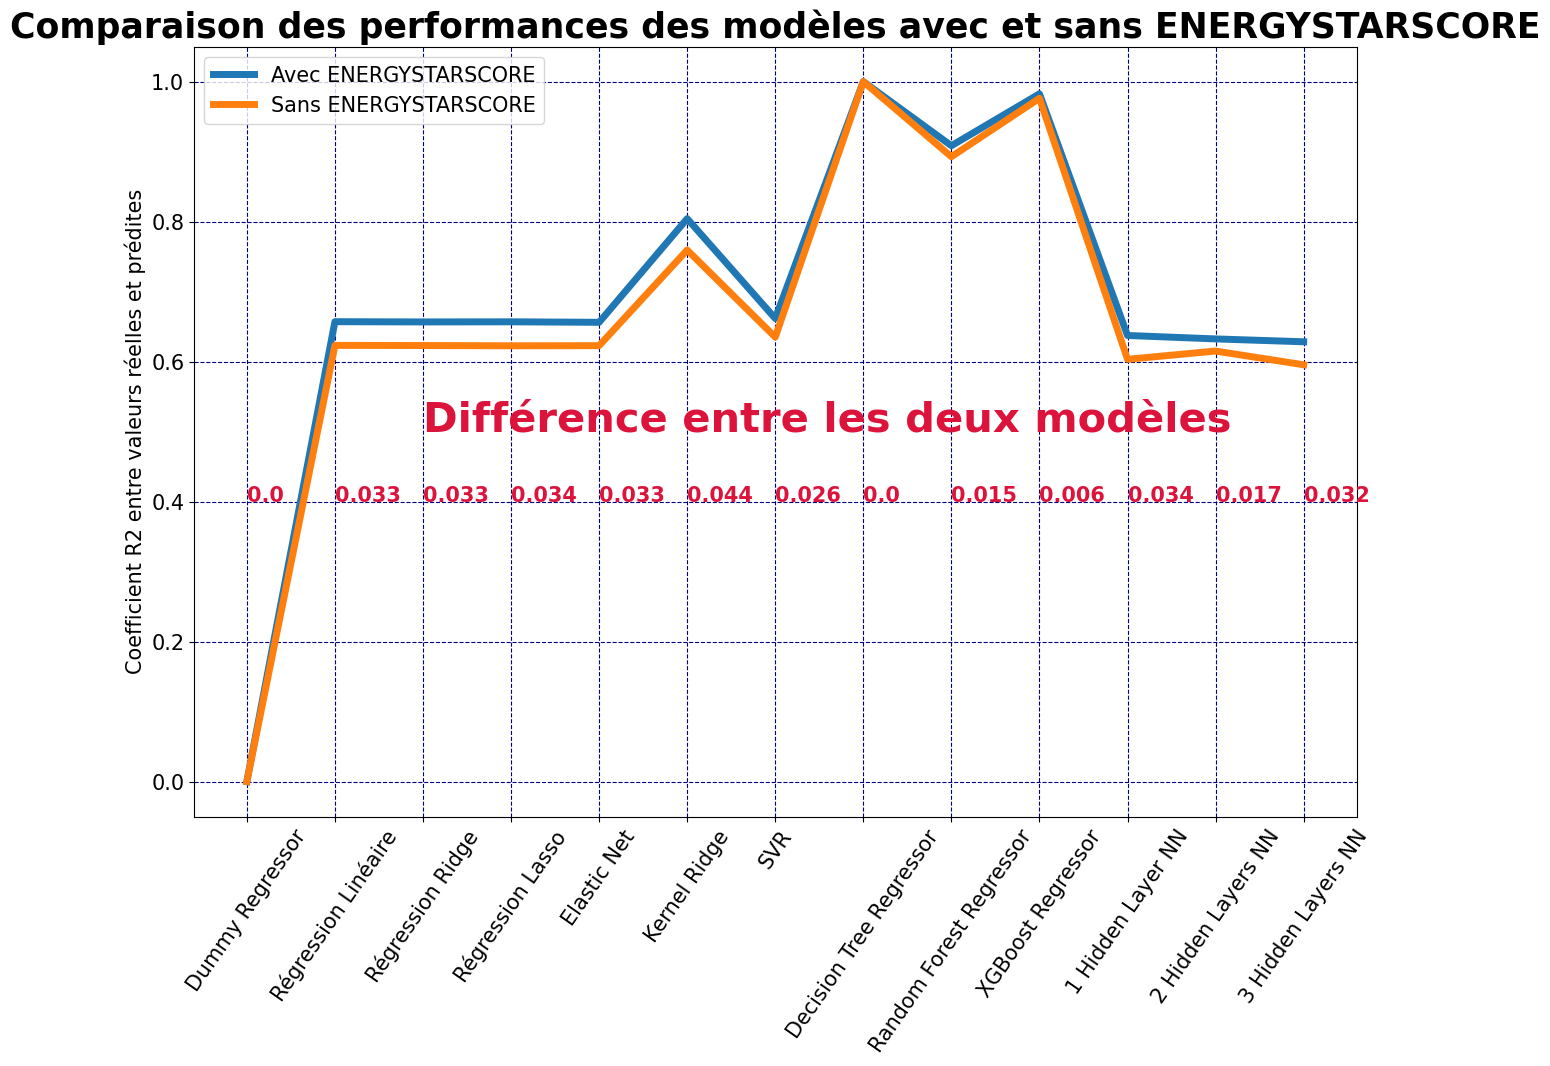 Comparaison des performances des modèles avec et sans ENERGYSTARSCORE
Avec ENERGYSTARSCORE
Sans ENERGYSTARSCORE
Coefficient R2 entre valeurs réelles et prédites
1.0
0.8
0.6
0.4
0.2
0.0
Différence entre les deux modèles
0.0 0.033 0.033 0.034 0.033 0.044 0.026 0.0 0.015 0.006 0.034 0.017 0.032
Dummy Regressor
Régression Linéaire
Régression Ridge
Régression Lasso
Elastic Net
Kernel Ridge
SVR
Decision Tree Regressor
Random Forest Regressor
XGBoost Regressor
1 Hidden Layer NN
2 Hidden Layers NN
3 Hidden Layers NN